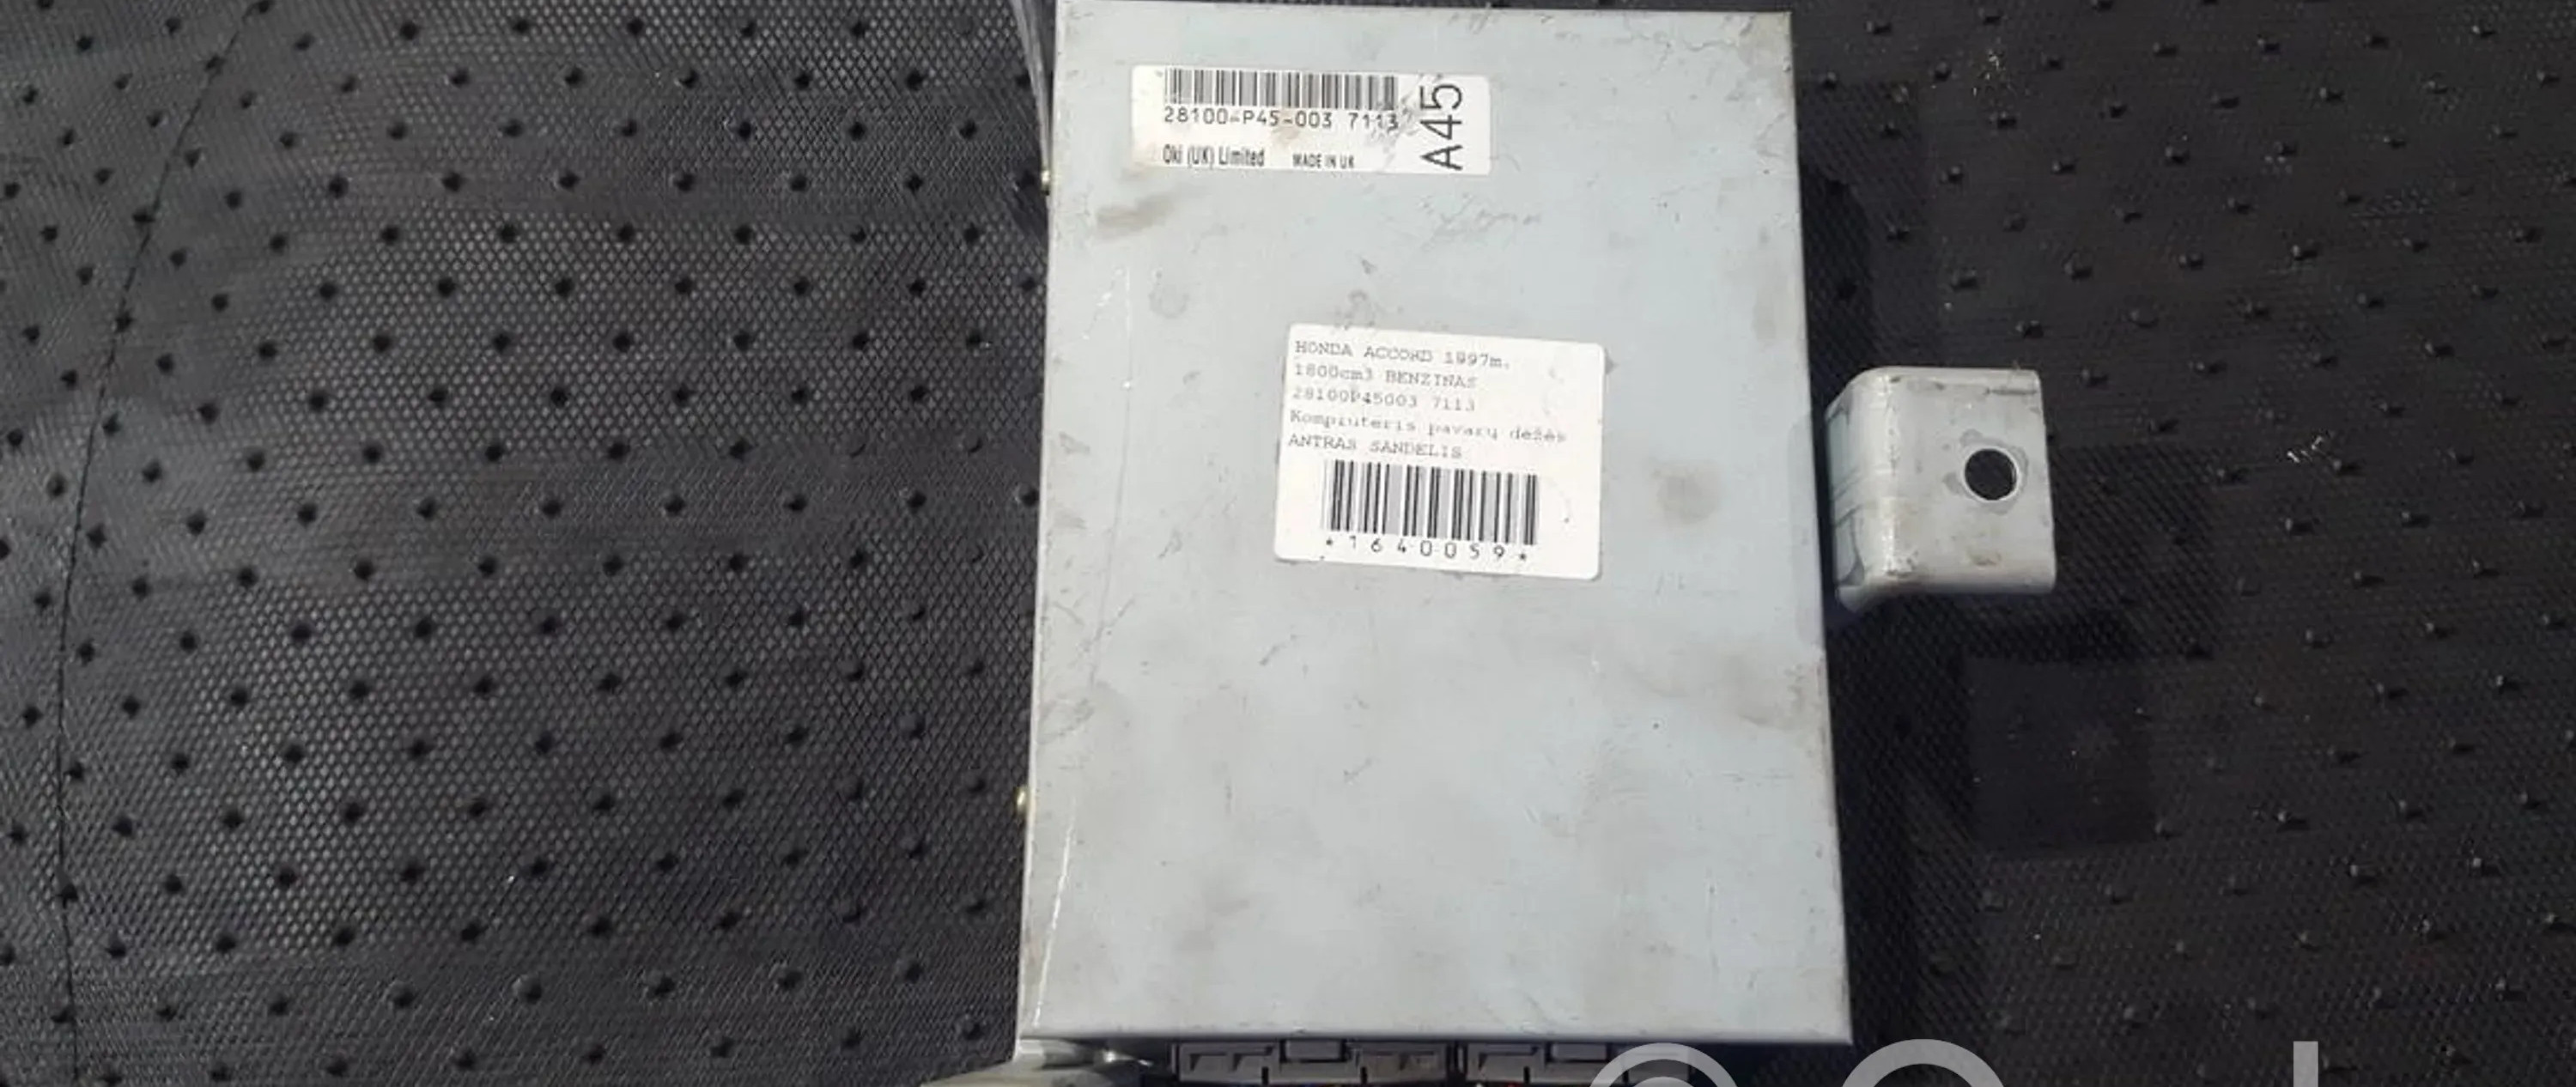 28100-P45-003 7113
A45
Oki (UK) Limited MADE IN UK
HONDA ACCORD 1997m.
1800cm3 BENZINAS
28100P45003 7113
Kompiuteris pavarų dėžės
ANTRAS SANDĖLIS
*1640059*